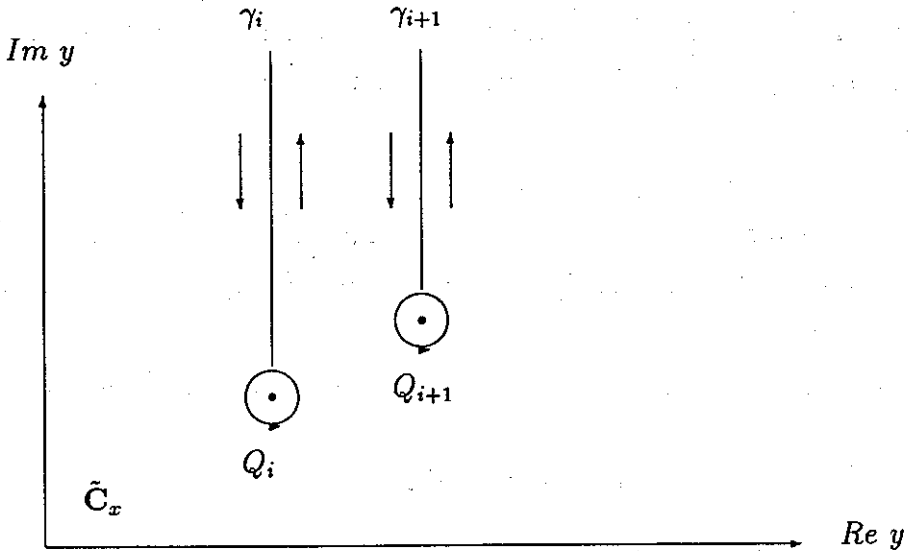 γ_i γ_{i+1}
Im y
Q_{i+1}
Q_i
C̃_x
Re y